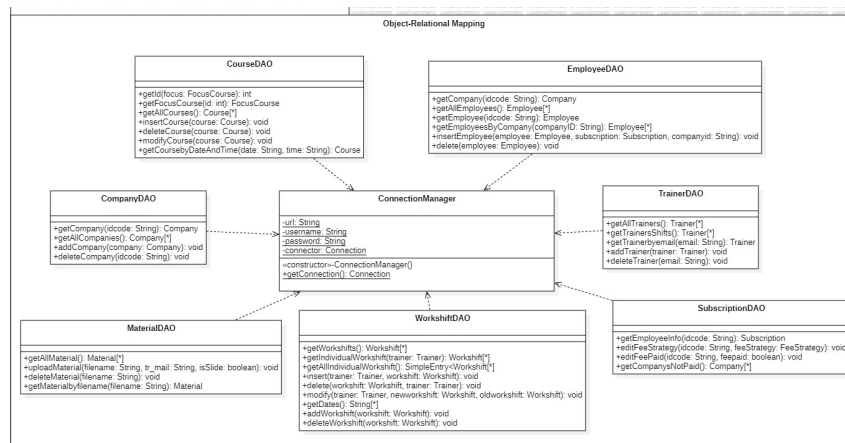 Object-Relational Mapping
CourseDAO
+getId(focus: FocusCourse): int
+getFocusCourse(id: int): FocusCourse
+getAllCourses(): Course[*]
+insertCourse(course: Course): void
+deleteCourse(course: Course): void
+modifyCourse(course: Course): void
+getCoursebyDateAndTime(date: String, time: String): Course
EmployeeDAO
+getCompany(idcode: String): Company
+getAllEmployees(): Employee[*]
+getEmployee(idcode: String): Employee
+getEmployeesByCompany(companyID: String): Employee[*]
+insertEmployee(employee: Employee, subscription: Subscription, companyid: String): void
+delete(employee: Employee): void
CompanyDAO
+getCompany(idcode: String): Company
+getAllCompanies(): Company[*]
+addCompany(company: Company): void
+deleteCompany(idcode: String): void
ConnectionManager
-url: String
-username: String
-password: String
-connector: Connection
«constructor»-ConnectionManager()
+getConnection(): Connection
TrainerDAO
+getAllTrainers(): Trainer[*]
+getTrainersShifts(): Trainer[*]
+getTrainerbyemail(email: String): Trainer
+addTrainer(trainer: Trainer): void
+deleteTrainer(email: String): void
MaterialDAO
+getAllMaterial(): Material[*]
+uploadMaterial(filename: String, tr_mail: String, isSlide: boolean): void
+deleteMaterial(filename: String): void
+getMaterialbyfilename(filename: String): Material
WorkshiftDAO
+getWorkshifts(): Workshift[*]
+getIndividualWorkshift(trainer: Trainer): Workshift[*]
+getAllIndividualWorkshift(): SimpleEntry<Workshift[*]
+insert(trainer: Trainer, workshift: Workshift): void
+delete(workshift: Workshift, trainer: Trainer): void
+modify(trainer: Trainer, newworkshift: Workshift, oldworkshift: Workshift): void
+getDates(): String[*]
+addWorkshift(workshift: Workshift): void
+deleteWorkshift(workshift: Workshift): void
SubscriptionDAO
+getEmployeeInfo(idcode: String): Subscription
+editFeeStrategy(idcode: String, feeStrategy: FeeStrategy): void
+editFeePaid(idcode: String, feepaid: boolean): void
+getCompanysNotPaid(): Company[*]